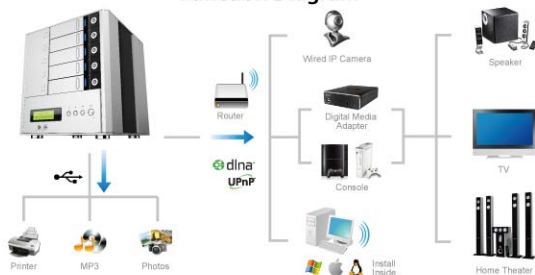 Wired IP Camera
Speaker
Router
Digital Media
Adapter
dlna
UPnP
Console
TV
Printer
MP3
Photos
Install
Inside
Home Theater